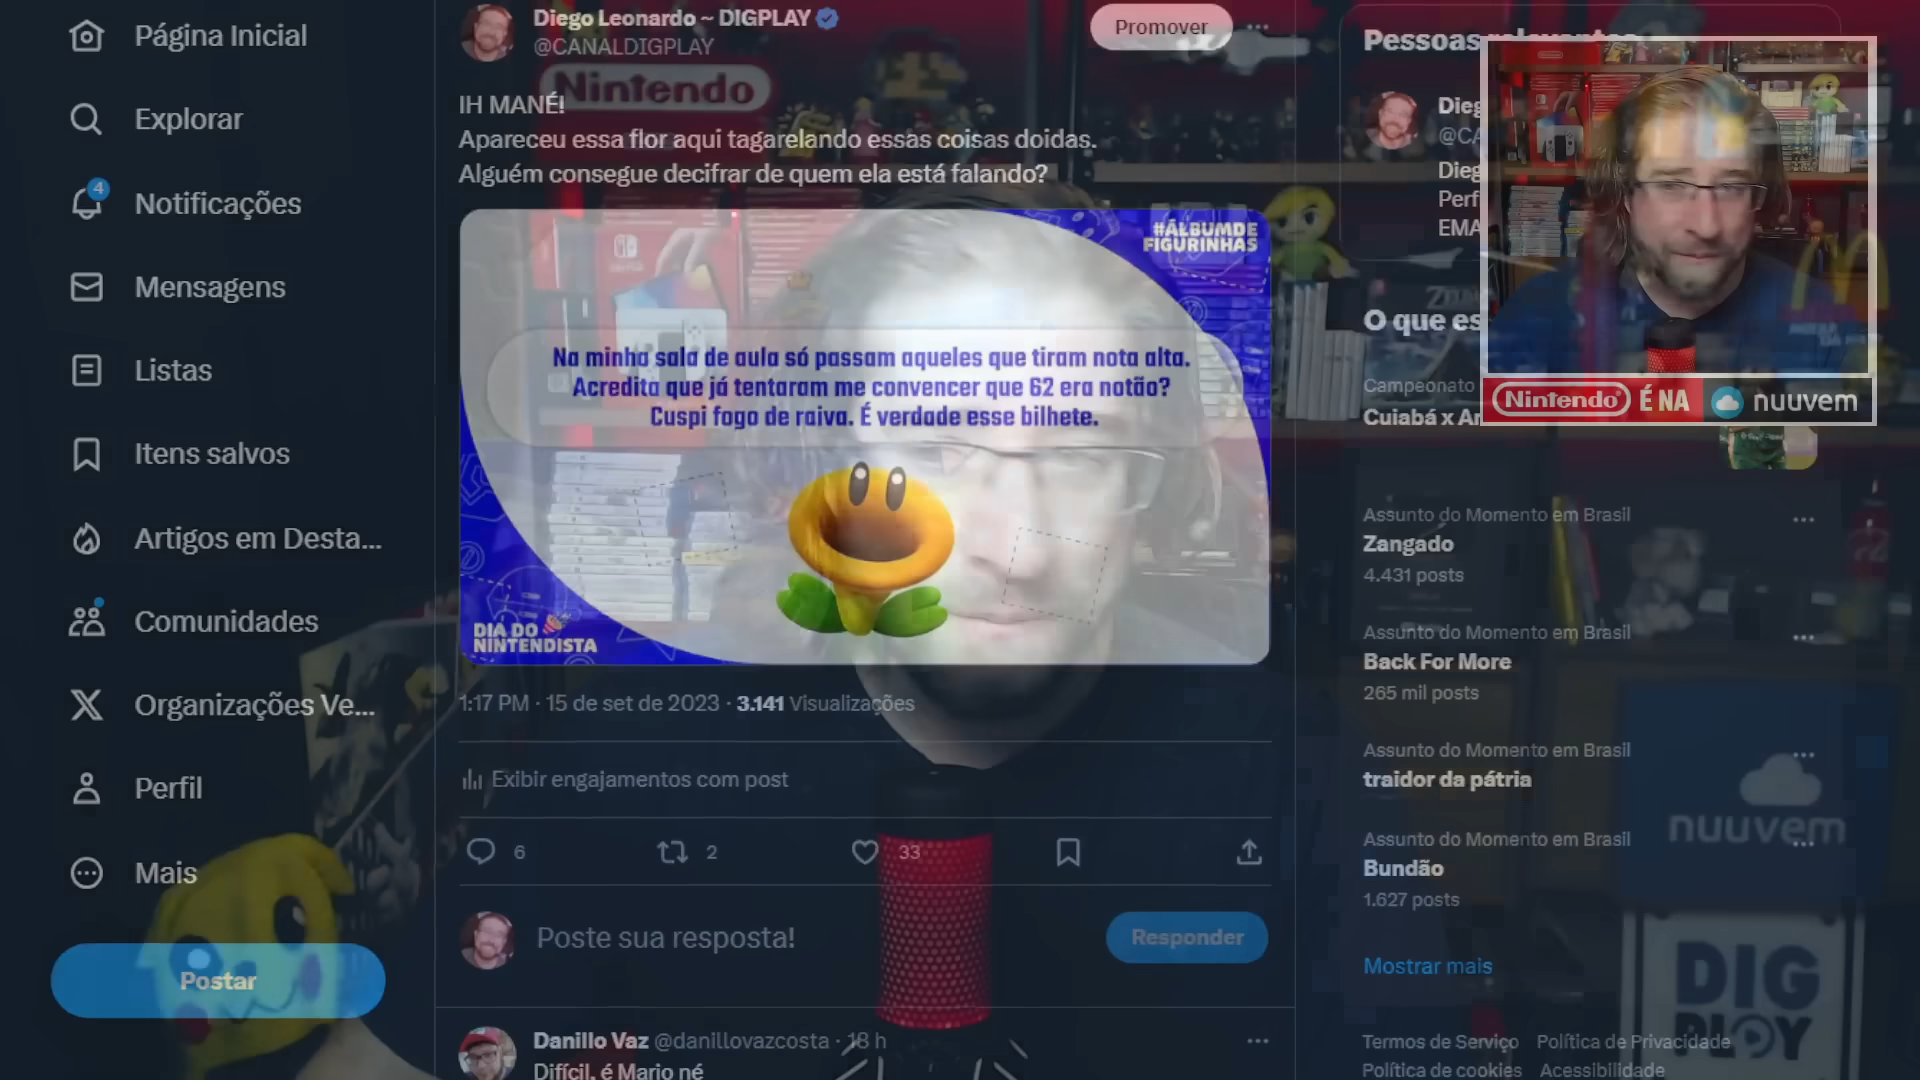 Página Inicial
Explorar
4
Notificações
Mensagens
Listas
Itens salvos
Artigos em Desta...
Comunidades
Organizações Ve...
Perfil
Mais
Postar
Diego Leonardo ~ DIGPLAY
@CANALDIGPLAY
Promover
Nintendo
IH MANÉ!
Apareceu essa flor aqui tagarelando essas coisas doidas.
Alguém consegue decifrar de quem ela está falando?
#ÁLBUMDE
FIGURINHAS
Na minha sala de aula só passam aqueles que tiram nota alta.
Acredita que já tentaram me convencer que 62 era notão?
Cuspi fogo de raiva. É verdade esse bilhete.
DIA DO
NINTENDISTA
1:17 PM · 15 de set de 2023 · 3.141 Visualizações
Exibir engajamentos com post
6
2
33
Poste sua resposta!
Responder
Danillo Vaz @danillovazcosta · 18 h
Difícil, é Mario né
Pessoas relevantes
Dieg
@CA
Dieg
Perf
EMA
O que es
Campeonato
Cuiabá x Am
Nintendo É NA nuuvem
Assunto do Momento em Brasil
Zangado
4.431 posts
Assunto do Momento em Brasil
Back For More
265 mil posts
Assunto do Momento em Brasil
traidor da pátria
nuuvem
Assunto do Momento em Brasil
Bundão
1.627 posts
Mostrar mais
DIG
PLAY
Termos de Serviço Política de Privacidade
Política de cookies Acessibilidade